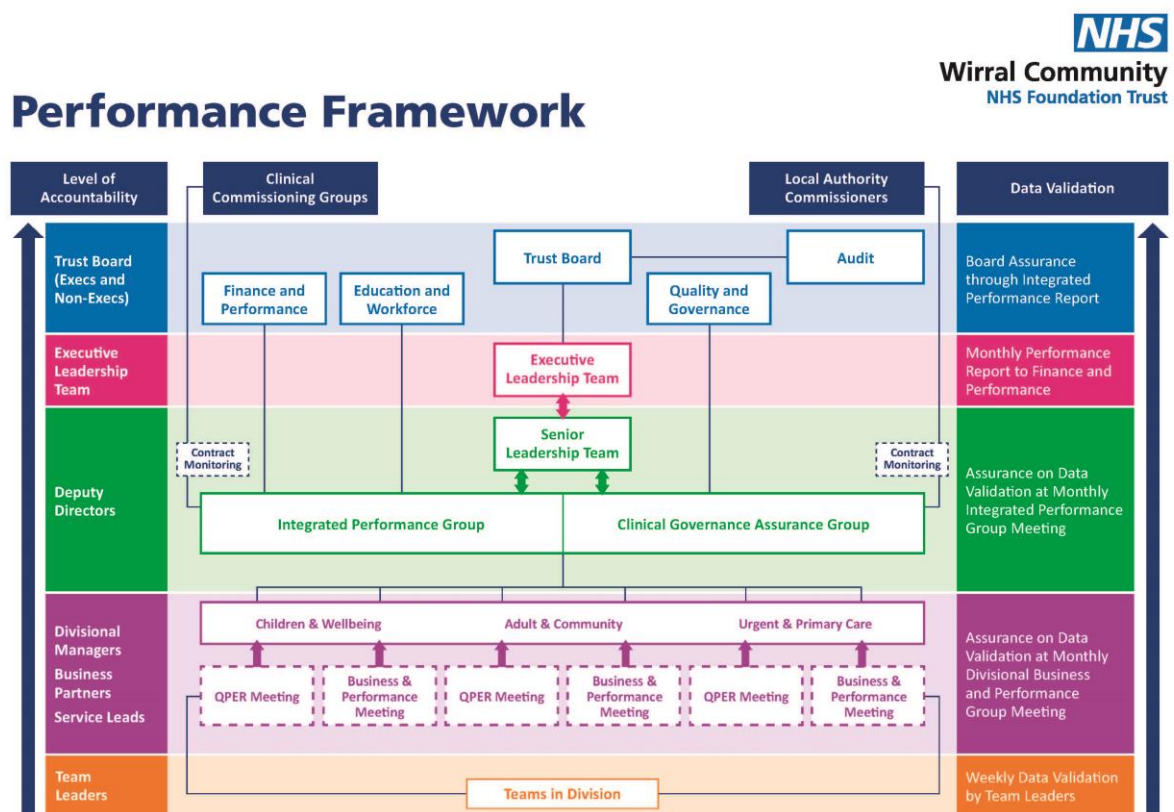 NHS
Wirral Community
NHS Foundation Trust
Performance Framework
Level of
Accountability
Clinical
Commissioning Groups
Local Authority
Commissioners
Data Validation
Trust Board
(Execs and
Non-Execs)
Trust Board
Audit
Finance and
Performance
Education and
Workforce
Quality and
Governance
Board Assurance
through Integrated
Performance Report
Executive
Leadership
Team
Executive
Leadership Team
Monthly Performance
Report to Finance and
Performance
Deputy
Directors
Senior
Leadership Team
Contract
Monitoring
Contract
Monitoring
Integrated Performance Group
Clinical Governance Assurance Group
Assurance on Data
Validation at Monthly
Integrated Performance
Group Meeting
Divisional
Managers
Business
Partners
Service Leads
Children & Wellbeing
Adult & Community
Urgent & Primary Care
QPER Meeting
Business &
Performance
Meeting
QPER Meeting
Business &
Performance
Meeting
QPER Meeting
Business &
Performance
Meeting
Assurance on Data
Validation at Monthly
Divisional Business
and Performance
Group Meeting
Team
Leaders
Teams in Division
Weekly Data Validation
by Team Leaders